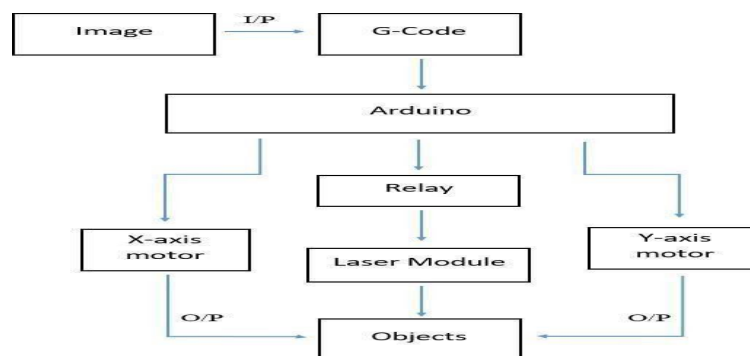 Image
I/P
G-Code
Arduino
Relay
X-axis
motor
Y-axis
motor
Laser Module
O/P
O/P
Objects